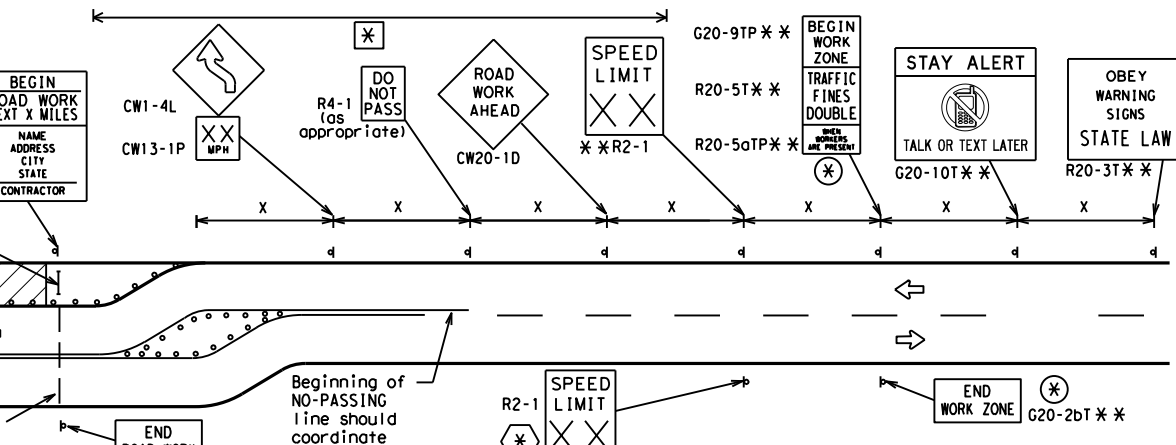 BEGIN
ROAD WORK
NEXT X MILES
NAME
ADDRESS
CITY
STATE
CONTRACTOR
CW1-4L
XX
MPH
CW13-1P
*
DO
NOT
PASS
R4-1
(as
appropriate)
ROAD
WORK
AHEAD
CW20-1D
SPEED
LIMIT
X X
* * R2-1
G20-9TP * *
BEGIN
WORK
ZONE
R20-5T * *
TRAFFIC
FINES
DOUBLE
R20-5aTP * *
WHEN
WORKERS
ARE PRESENT
*
STAY ALERT
TALK OR TEXT LATER
G20-10T * *
OBEY
WARNING
SIGNS
STATE LAW
R20-3T * *
X X X X X X X
Beginning of
NO-PASSING
line should
coordinate
SPEED
LIMIT
X X
R2-1
*
END
WORK ZONE
*
G20-2bT * *
END
ROAD WORK